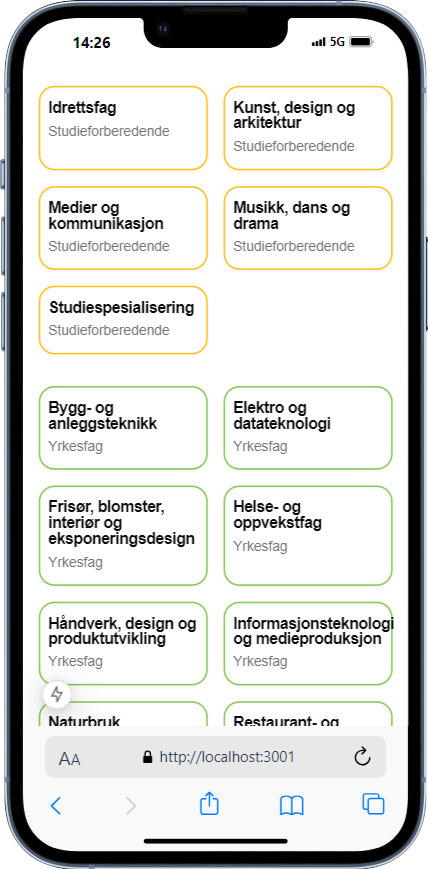 14:26
5G
Idrettsfag
Studieforberedende
Kunst, design og
arkitektur
Studieforberedende
Medier og
kommunikasjon
Studieforberedende
Musikk, dans og
drama
Studieforberedende
Studiespesialisering
Studieforberedende
Bygg- og
anleggsteknikk
Yrkesfag
Elektro og
datateknologi
Yrkesfag
Frisør, blomster,
interiør og
eksponeringsdesign
Yrkesfag
Helse- og
oppvekstfag
Yrkesfag
Håndverk, design og
produktutvikling
Yrkesfag
Informasjonsteknologi
og medieproduksjon
Yrkesfag
Naturbruk
Restaurant- og
AA
http://localhost:3001